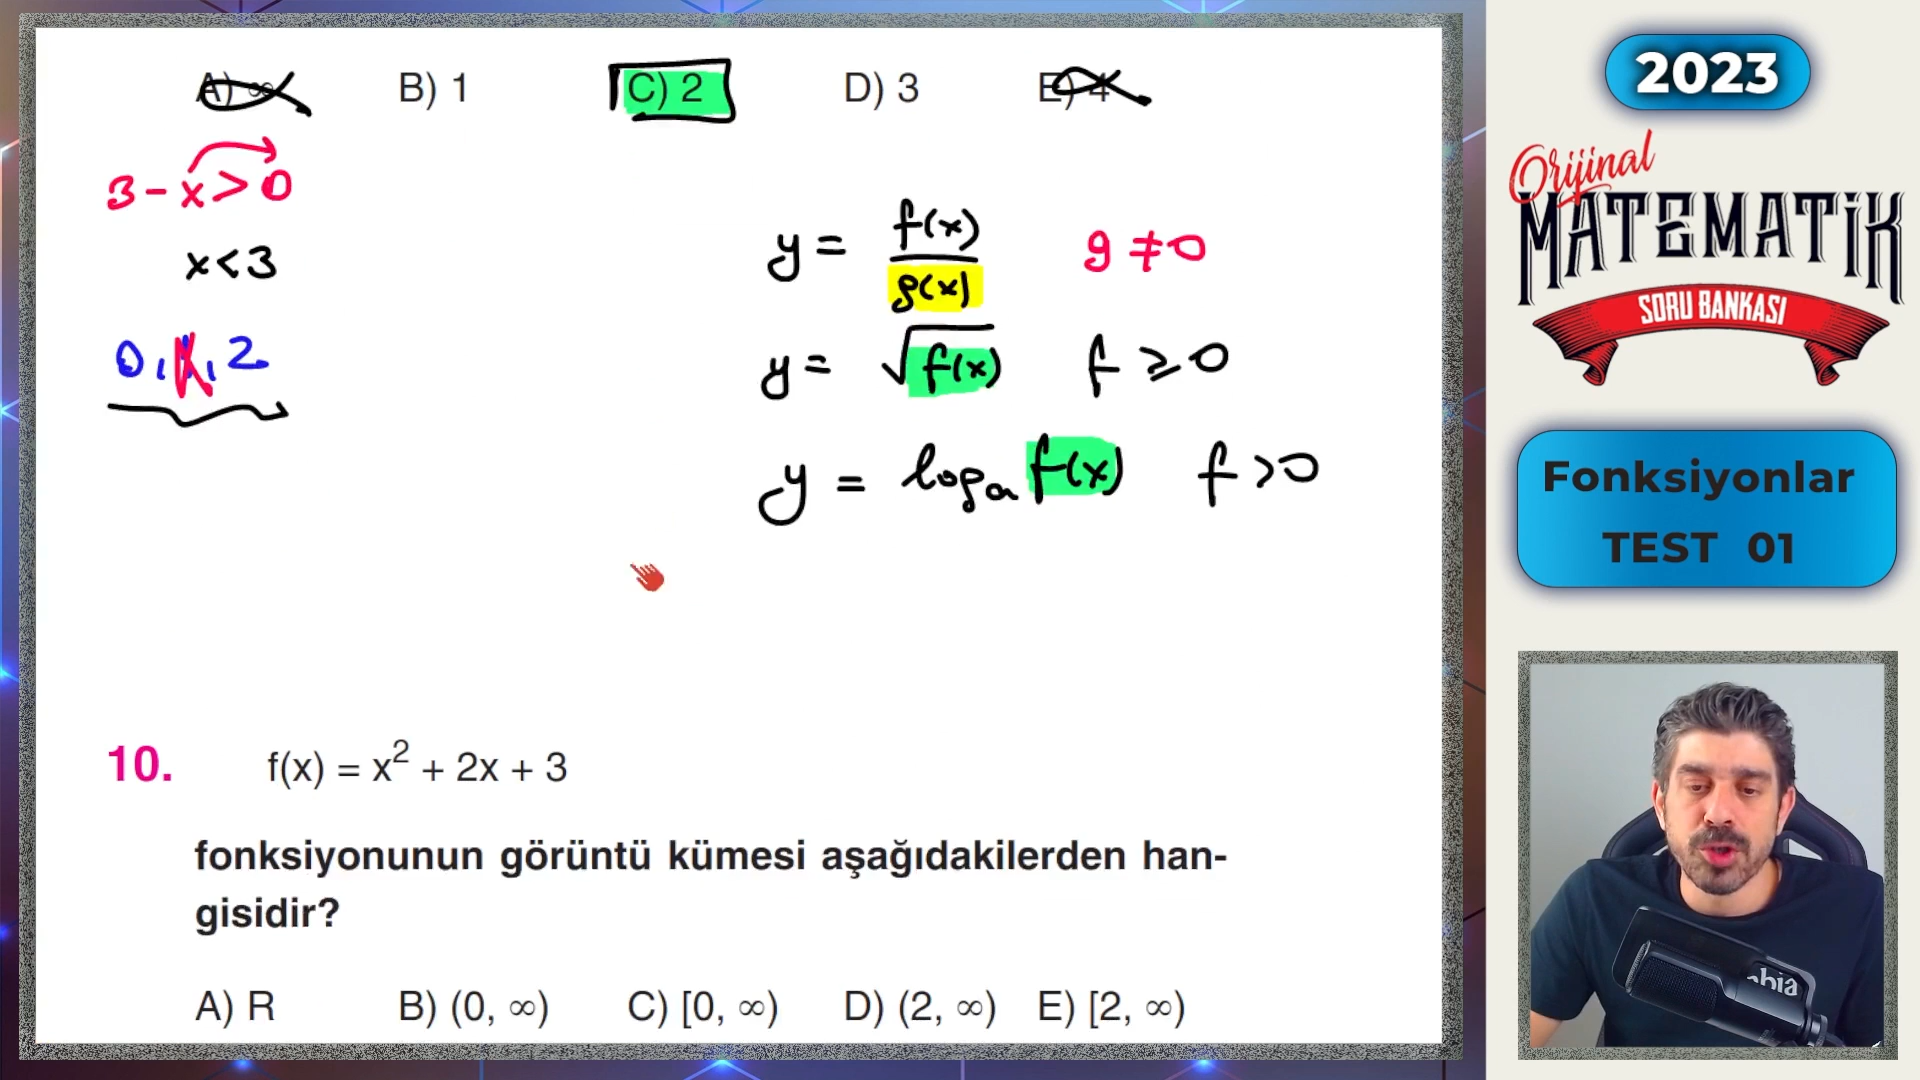 A) ∞ B) 1 C) 2 D) 3 E) 4
3 - x > 0
x < 3
0, 1, 2
y = f(x) / g(x) g ≠ 0
y = √f(x) f ≥ 0
y = logₐ f(x) f > 0
10. f(x) = x² + 2x + 3
fonksiyonunun görüntü kümesi aşağıdakilerden han-
gisidir?
A) R B) (0, ∞) C) [0, ∞) D) (2, ∞) E) [2, ∞)
2023
Orijinal
MATEMATİK
SORU BANKASI
Fonksiyonlar
TEST 01